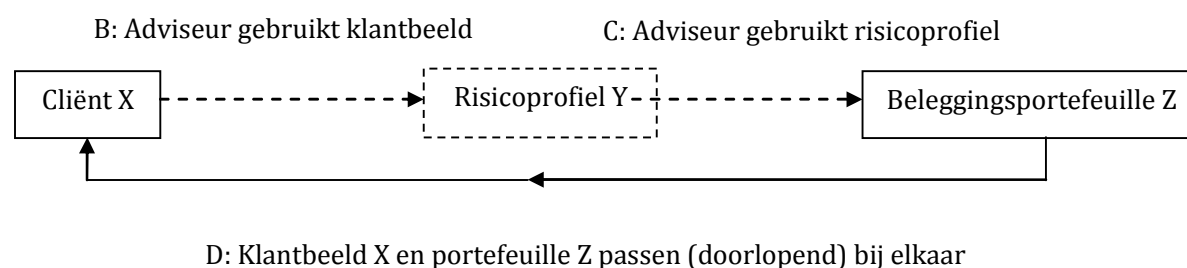 B: Adviseur gebruikt klantbeeld
C: Adviseur gebruikt risicoprofiel
Cliënt X
Risicoprofiel Y
Beleggingsportefeuille Z
D: Klantbeeld X en portefeuille Z passen (doorlopend) bij elkaar